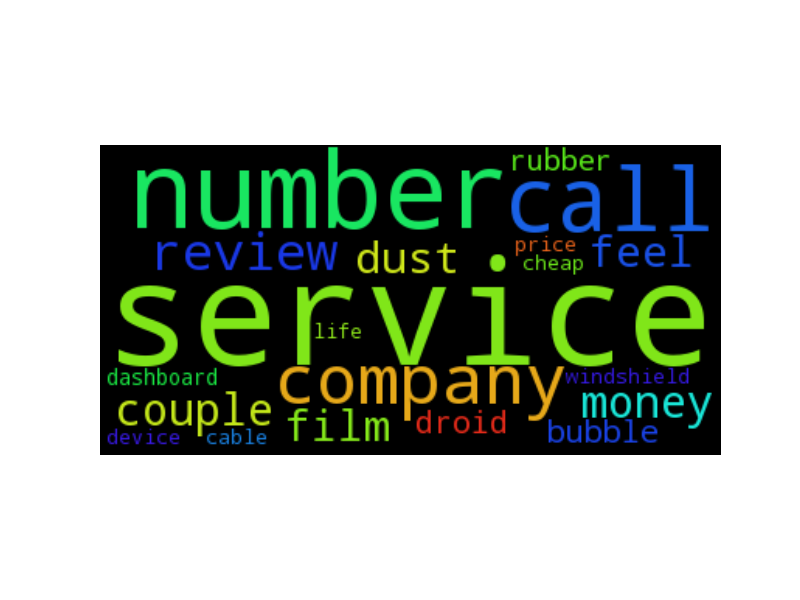 rubber
number call
review dust price feel
cheap
service
life
dashboard company windshield
couple film droid money
device cable bubble